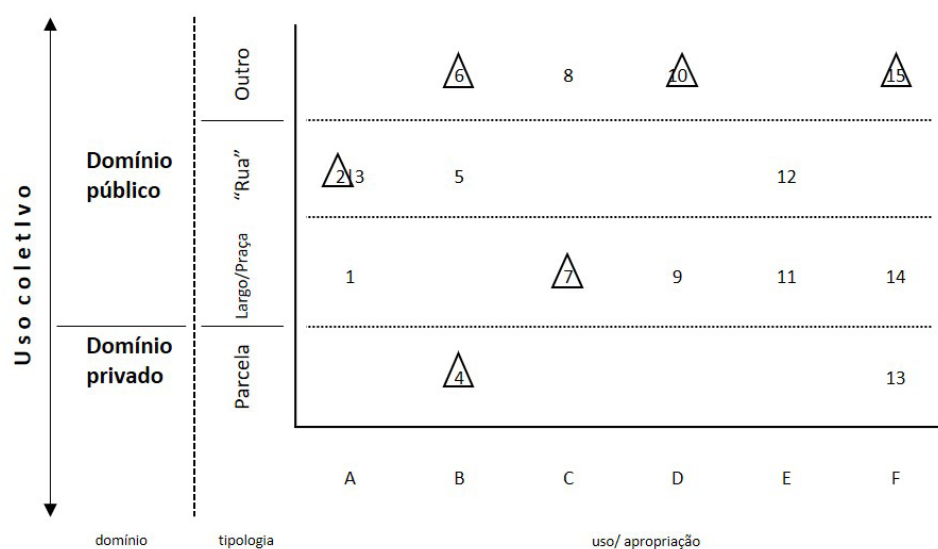 Uso coletIvo
Domínio
público
Domínio
privado
Outro
“Rua”
Largo/Praça
Parcela
6
8
10
15
2|3
5
12
1
7
9
11
14
4
13
A B C D E F
domínio
tipologia
uso/ apropriação